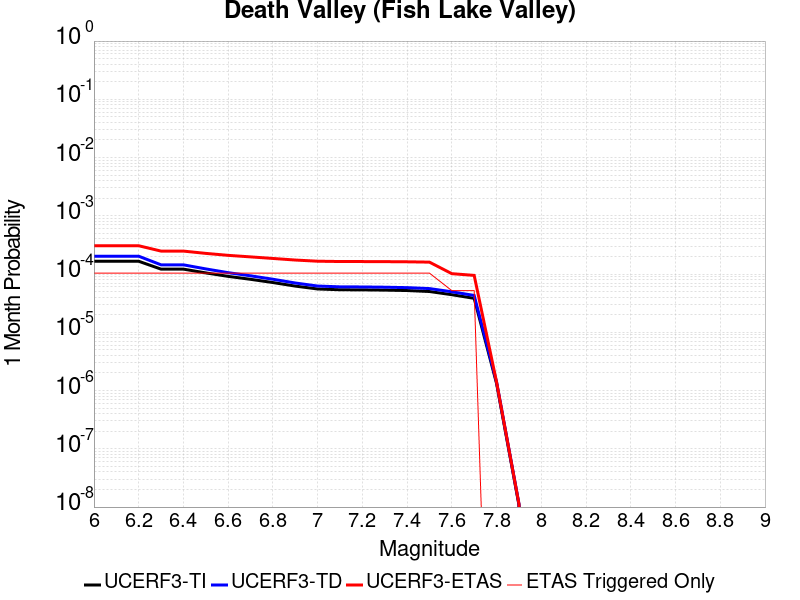 Death Valley (Fish Lake Valley)
10 0
10 -1
10 -2
10 -3
10 -4
10 -5
10 -6
10 -7
10 -8
1 Month Probability
6 6.2 6.4 6.6 6.8 7 7.2 7.4 7.6 7.8 8 8.2 8.4 8.6 8.8 9
Magnitude
UCERF3-TI UCERF3-TD UCERF3-ETAS ETAS Triggered Only